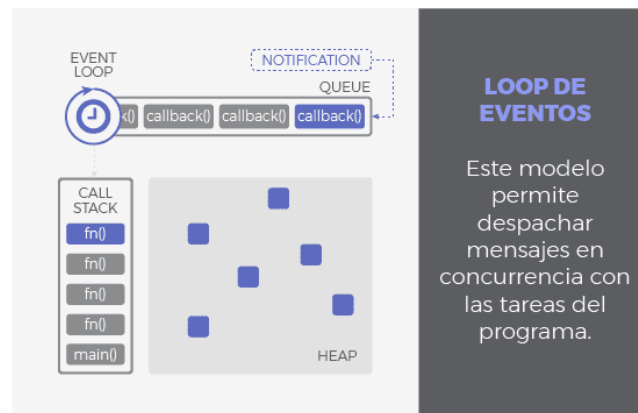 EVENT
LOOP
NOTIFICATION
QUEUE
callback()
callback()
callback()
CALL
STACK
fn()
fn()
fn()
fn()
main()
HEAP
LOOP DE
EVENTOS
Este modelo
permite
despachar
mensajes en
concurrencia con
las tareas del
programa.